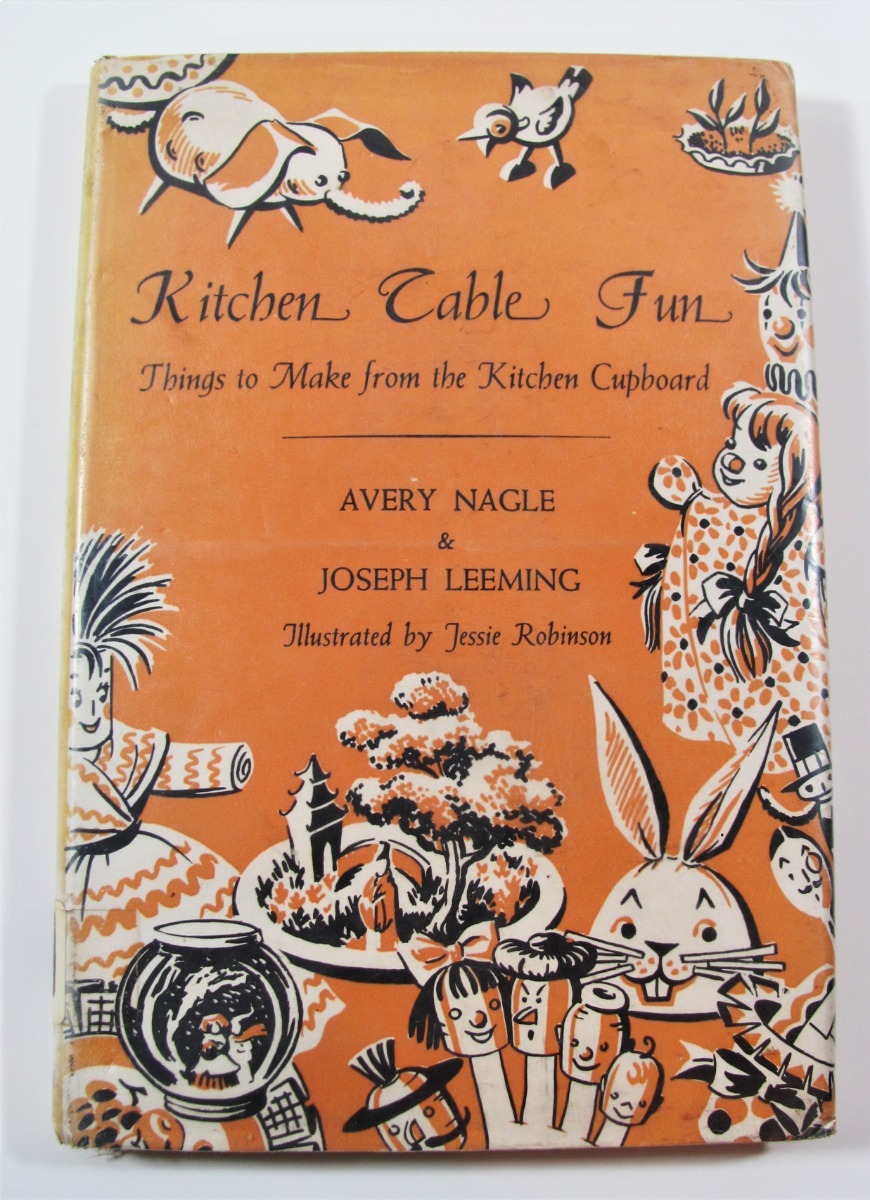 Kitchen Table Fun
Things to Make from the Kitchen Cupboard
AVERY NAGLE
&
JOSEPH LEEMING
Illustrated by Jessie Robinson